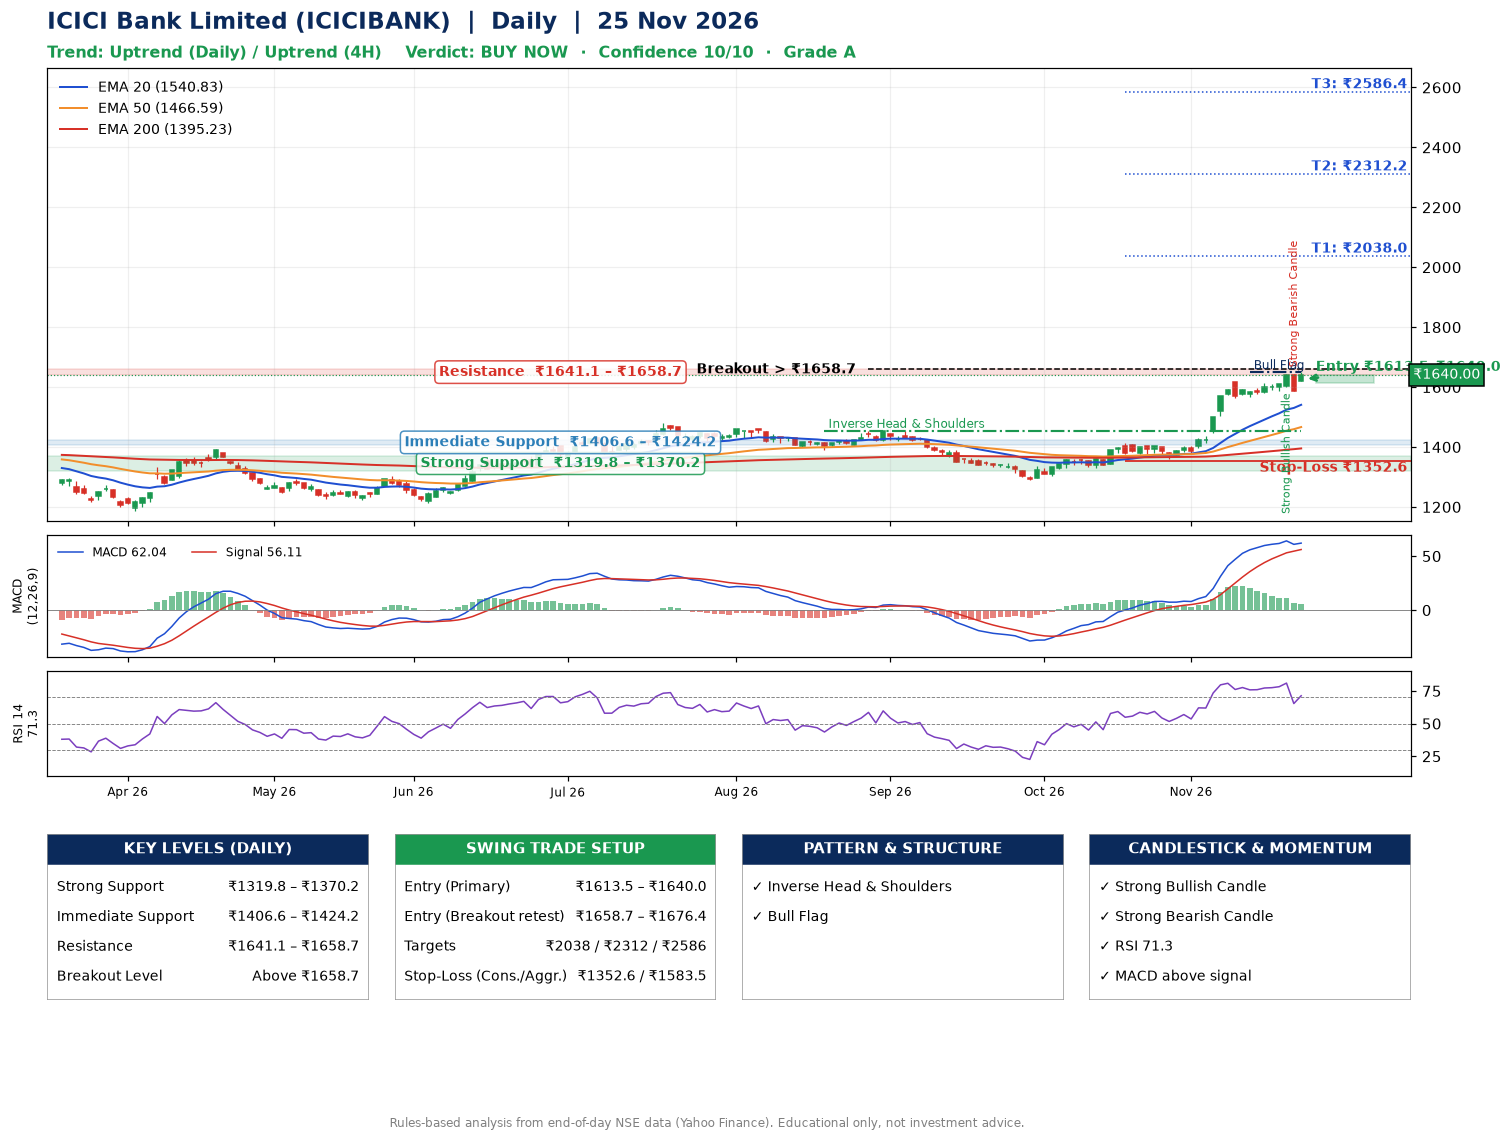 ICICI Bank Limited (ICICIBANK) | Daily | 25 Nov 2026
Trend: Uptrend (Daily) / Uptrend (4H) Verdict: BUY NOW · Confidence 10/10 · Grade A
EMA 20 (1540.83)
EMA 50 (1466.59)
EMA 200 (1395.23)
T3: ₹2586.4
T2: ₹2312.2
T1: ₹2038.0
2600
2400
2200
2000
1800
1600
1400
1200
Strong Bearish Candle
Strong Bullish Candle
Resistance ₹1641.1 – ₹1658.7
Breakout > ₹1658.7
Bull Flag
Entry ₹1613.5
₹1640.00
Inverse Head & Shoulders
Immediate Support ₹1406.6 – ₹1424.2
Strong Support ₹1319.8 – ₹1370.2
Stop-Loss ₹1352.6
MACD (12,26,9)
MACD 62.04
Signal 56.11
50
0
RSI 14
71.3
75
50
25
Apr 26 May 26 Jun 26 Jul 26 Aug 26 Sep 26 Oct 26 Nov 26
KEY LEVELS (DAILY)
Strong Support ₹1319.8 – ₹1370.2
Immediate Support ₹1406.6 – ₹1424.2
Resistance ₹1641.1 – ₹1658.7
Breakout Level Above ₹1658.7
SWING TRADE SETUP
Entry (Primary) ₹1613.5 – ₹1640.0
Entry (Breakout retest) ₹1658.7 – ₹1676.4
Targets ₹2038 / ₹2312 / ₹2586
Stop-Loss (Cons./Aggr.) ₹1352.6 / ₹1583.5
PATTERN & STRUCTURE
✓ Inverse Head & Shoulders
✓ Bull Flag
CANDLESTICK & MOMENTUM
✓ Strong Bullish Candle
✓ Strong Bearish Candle
✓ RSI 71.3
✓ MACD above signal
Rules-based analysis from end-of-day NSE data (Yahoo Finance). Educational only, not investment advice.